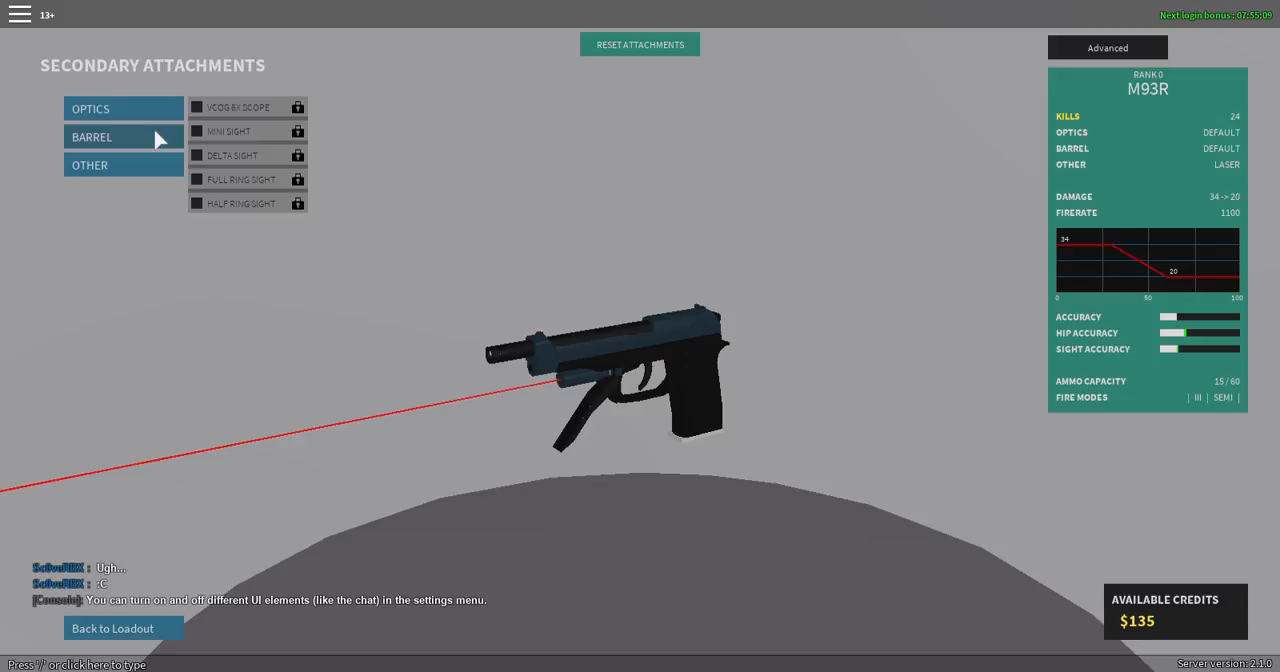 13+
Next login bonus : 07:55:09
RESET ATTACHMENTS
Advanced
SECONDARY ATTACHMENTS
OPTICS
BARREL
OTHER
VCOG 6X SCOPE
MINI SIGHT
DELTA SIGHT
FULL RING SIGHT
HALF RING SIGHT
RANK 0
M93R
KILLS 24
OPTICS DEFAULT
BARREL DEFAULT
OTHER LASER
DAMAGE 34 -> 20
FIRERATE 1100
34
20
0 50 100
ACCURACY
HIP ACCURACY
SIGHT ACCURACY
AMMO CAPACITY 15 / 60
FIRE MODES | III | SEMI |
Ugh...
:C
[Console]: You can turn on and off different UI elements (like the chat) in the settings menu.
Back to Loadout
AVAILABLE CREDITS
$135
Press '/' or click here to type
Server version: 2.1.0